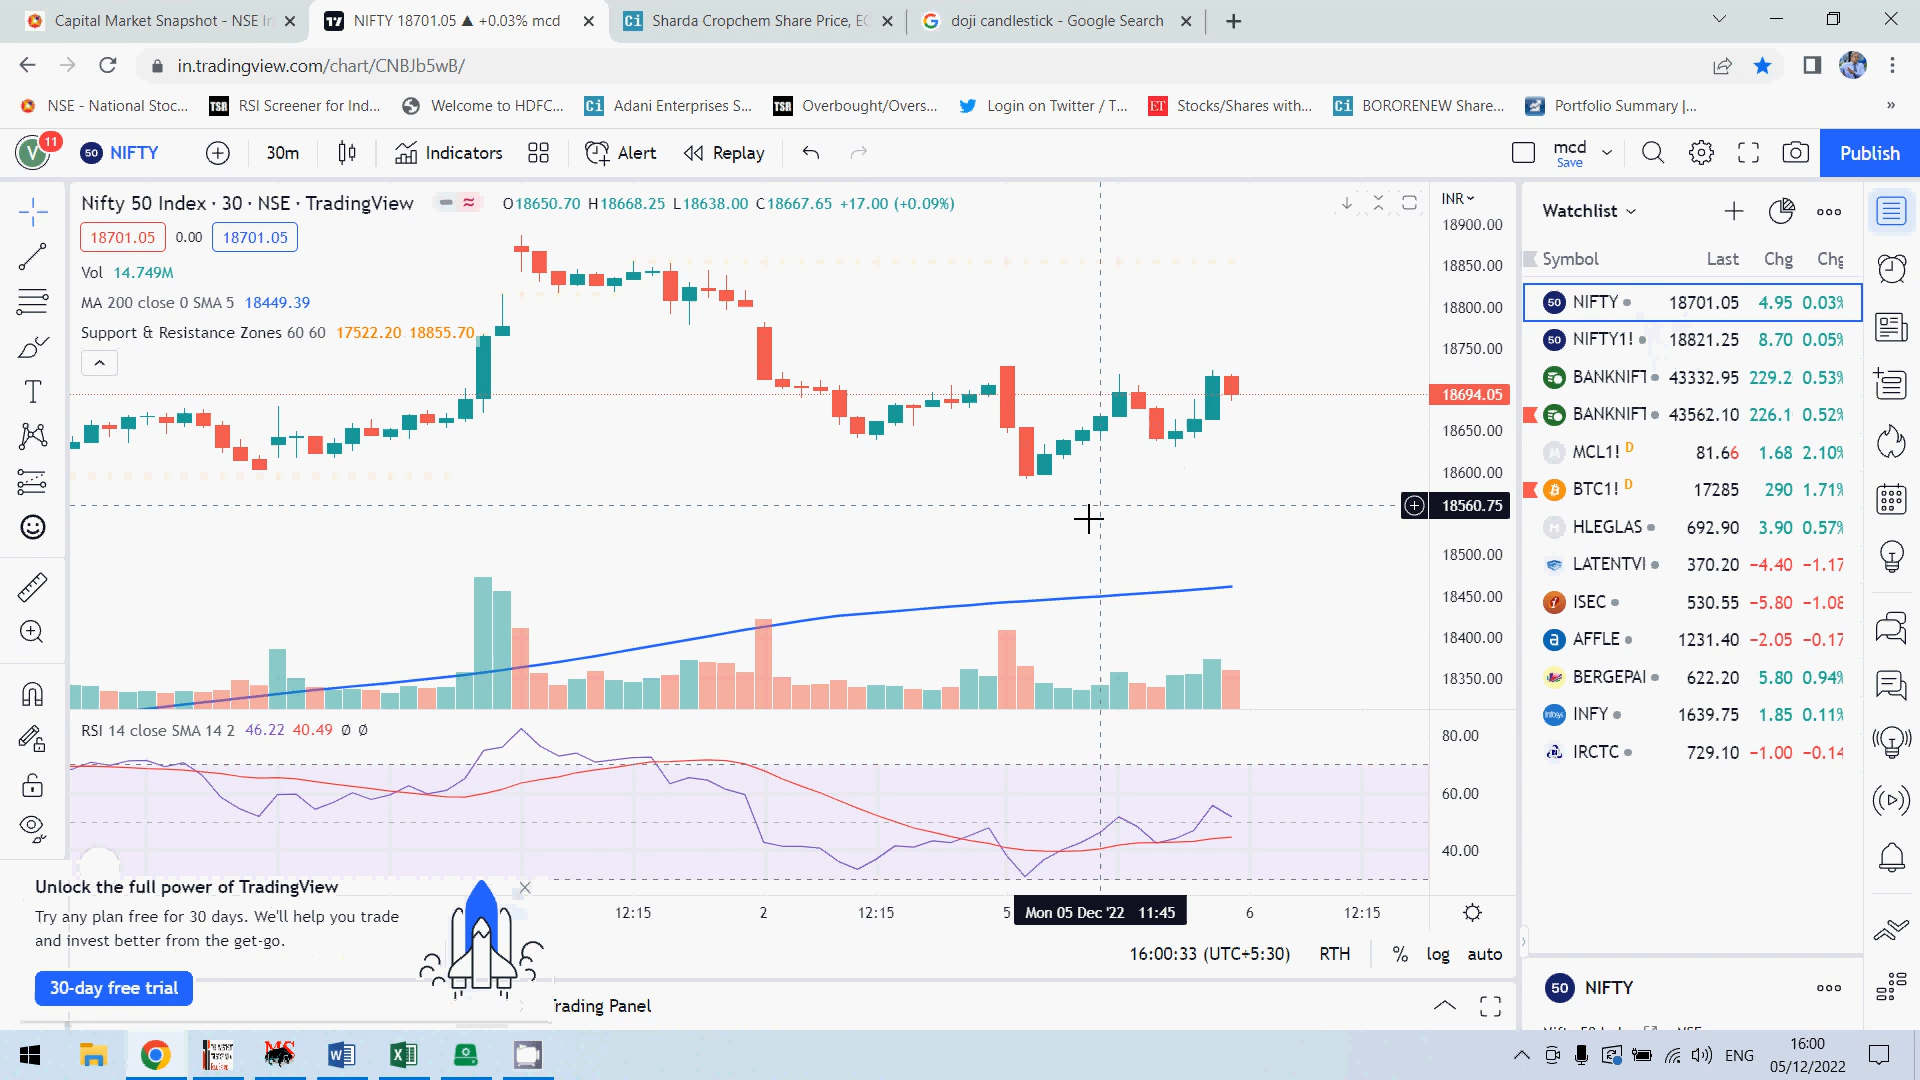 Capital Market Snapshot - NSE In
NIFTY 18701.05 ▲ +0.03% mcd
Sharda Cropchem Share Price, EQ
doji candlestick - Google Search
in.tradingview.com/chart/CNBJb5wB/
NSE - National Stoc...
RSI Screener for Ind...
Welcome to HDFC...
Adani Enterprises S...
Overbought/Overs...
Login on Twitter / T...
Stocks/Shares with...
BORORENEW Share...
Portfolio Summary |...
»
V 11
50 NIFTY
30m
Indicators
Alert
Replay
mcd
Save
Publish
Nifty 50 Index · 30 · NSE · TradingView
O18650.70 H18668.25 L18638.00 C18667.65 +17.00 (+0.09%)
18701.05 0.00 18701.05
Vol 14.749M
MA 200 close 0 SMA 5 18449.39
Support & Resistance Zones 60 60 17522.20 18855.70
INR
18900.00
18850.00
18800.00
18750.00
18694.05
18650.00
18600.00
18560.75
18500.00
18450.00
18400.00
18350.00
RSI 14 close SMA 14 2 46.22 40.49 Ø Ø
80.00
60.00
40.00
12:15
2
12:15
5
Mon 05 Dec '22 11:45
6
12:15
Unlock the full power of TradingView
Try any plan free for 30 days. We'll help you trade
and invest better from the get-go.
30-day free trial
16:00:33 (UTC+5:30)
RTH
%
log
auto
Trading Panel
Watchlist
Symbol Last Chg Chg
50 NIFTY 18701.05 4.95 0.03%
50 NIFTY1! 18821.25 8.70 0.05%
BANKNIFT 43332.95 229.2 0.53%
BANKNIFT 43562.10 226.1 0.52%
M MCL1! D 81.66 1.68 2.10%
BTC1! D 17285 290 1.71%
H HLEGLAS 692.90 3.90 0.57%
LATENTVI 370.20 −4.40 −1.17
ISEC 530.55 −5.80 −1.08
a AFFLE 1231.40 −2.05 −0.17
BERGEPAI 622.20 5.80 0.94%
INFY 1639.75 1.85 0.11%
IRCTC 729.10 −1.00 −0.14
50 NIFTY
ENG
16:00
05/12/2022